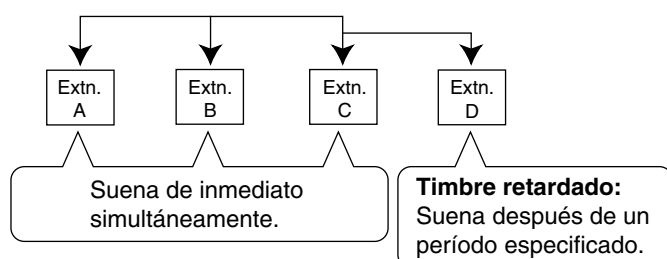 Extn.
A
Extn.
B
Extn.
C
Extn.
D
Suena de inmediato
simultáneamente.
Timbre retardado:
Suena después de un
período especificado.